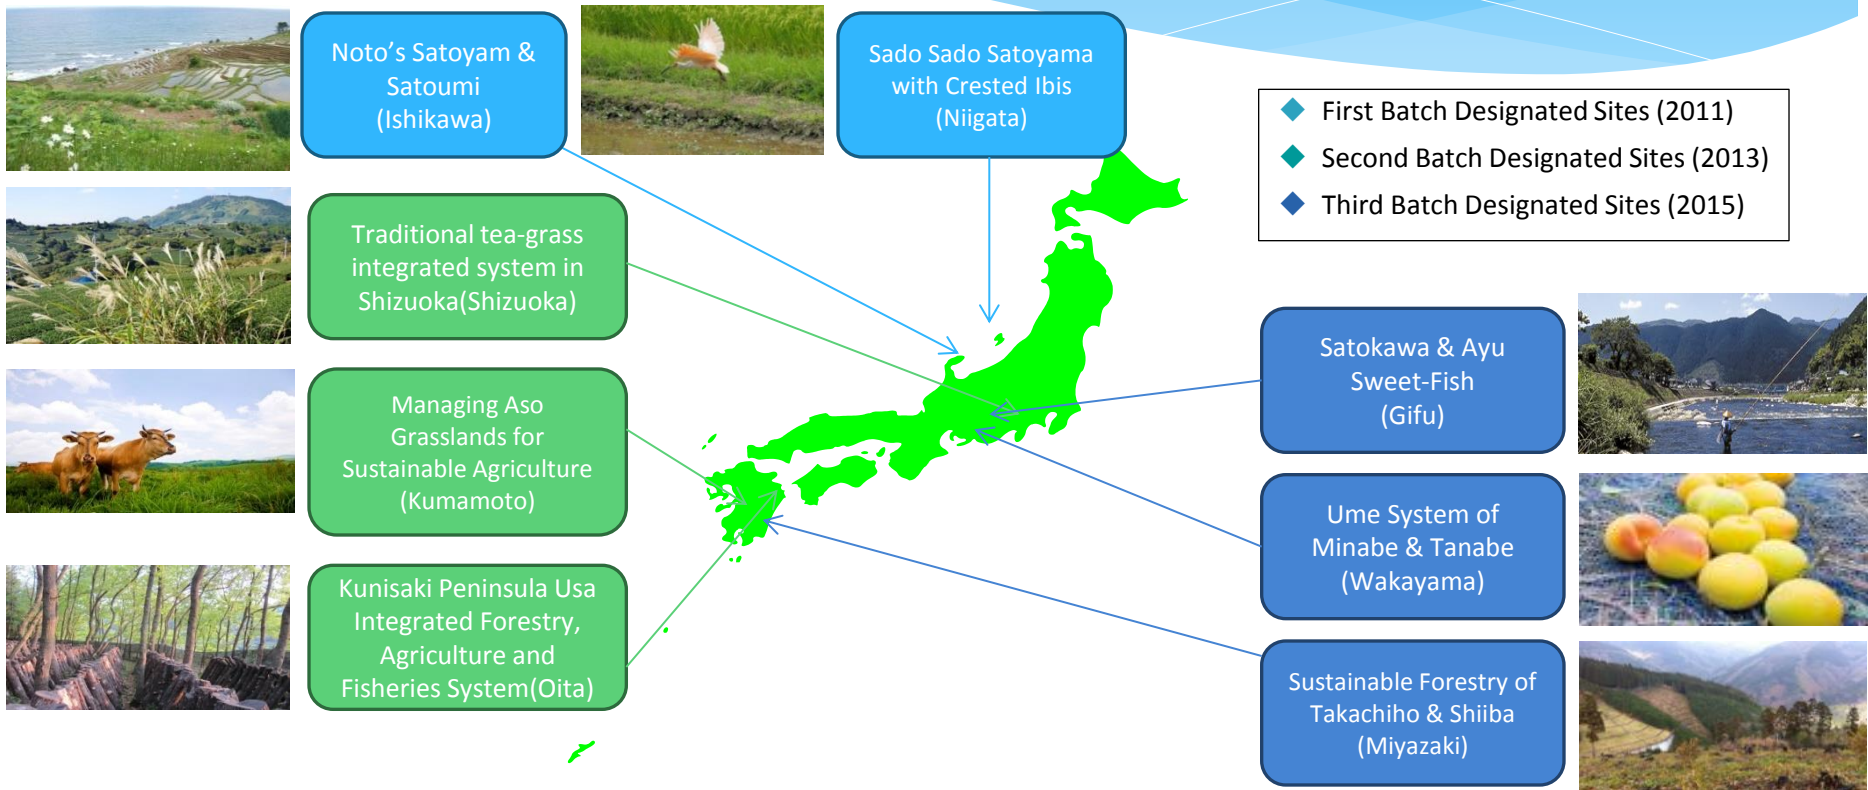 Noto's Satoyam &
Satoumi
(Ishikawa)
Sado Sado Satoyama
with Crested Ibis
(Niigata)
First Batch Designated Sites (2011)
Second Batch Designated Sites (2013)
Third Batch Designated Sites (2015)
Traditional tea-grass
integrated system in
Shizuoka(Shizuoka)
Managing Aso
Grasslands for
Sustainable Agriculture
(Kumamoto)
Kunisaki Peninsula Usa
Integrated Forestry,
Agriculture and
Fisheries System(Oita)
Satokawa & Ayu
Sweet-Fish
(Gifu)
Ume System of
Minabe & Tanabe
(Wakayama)
Sustainable Forestry of
Takachiho & Shiiba
(Miyazaki)